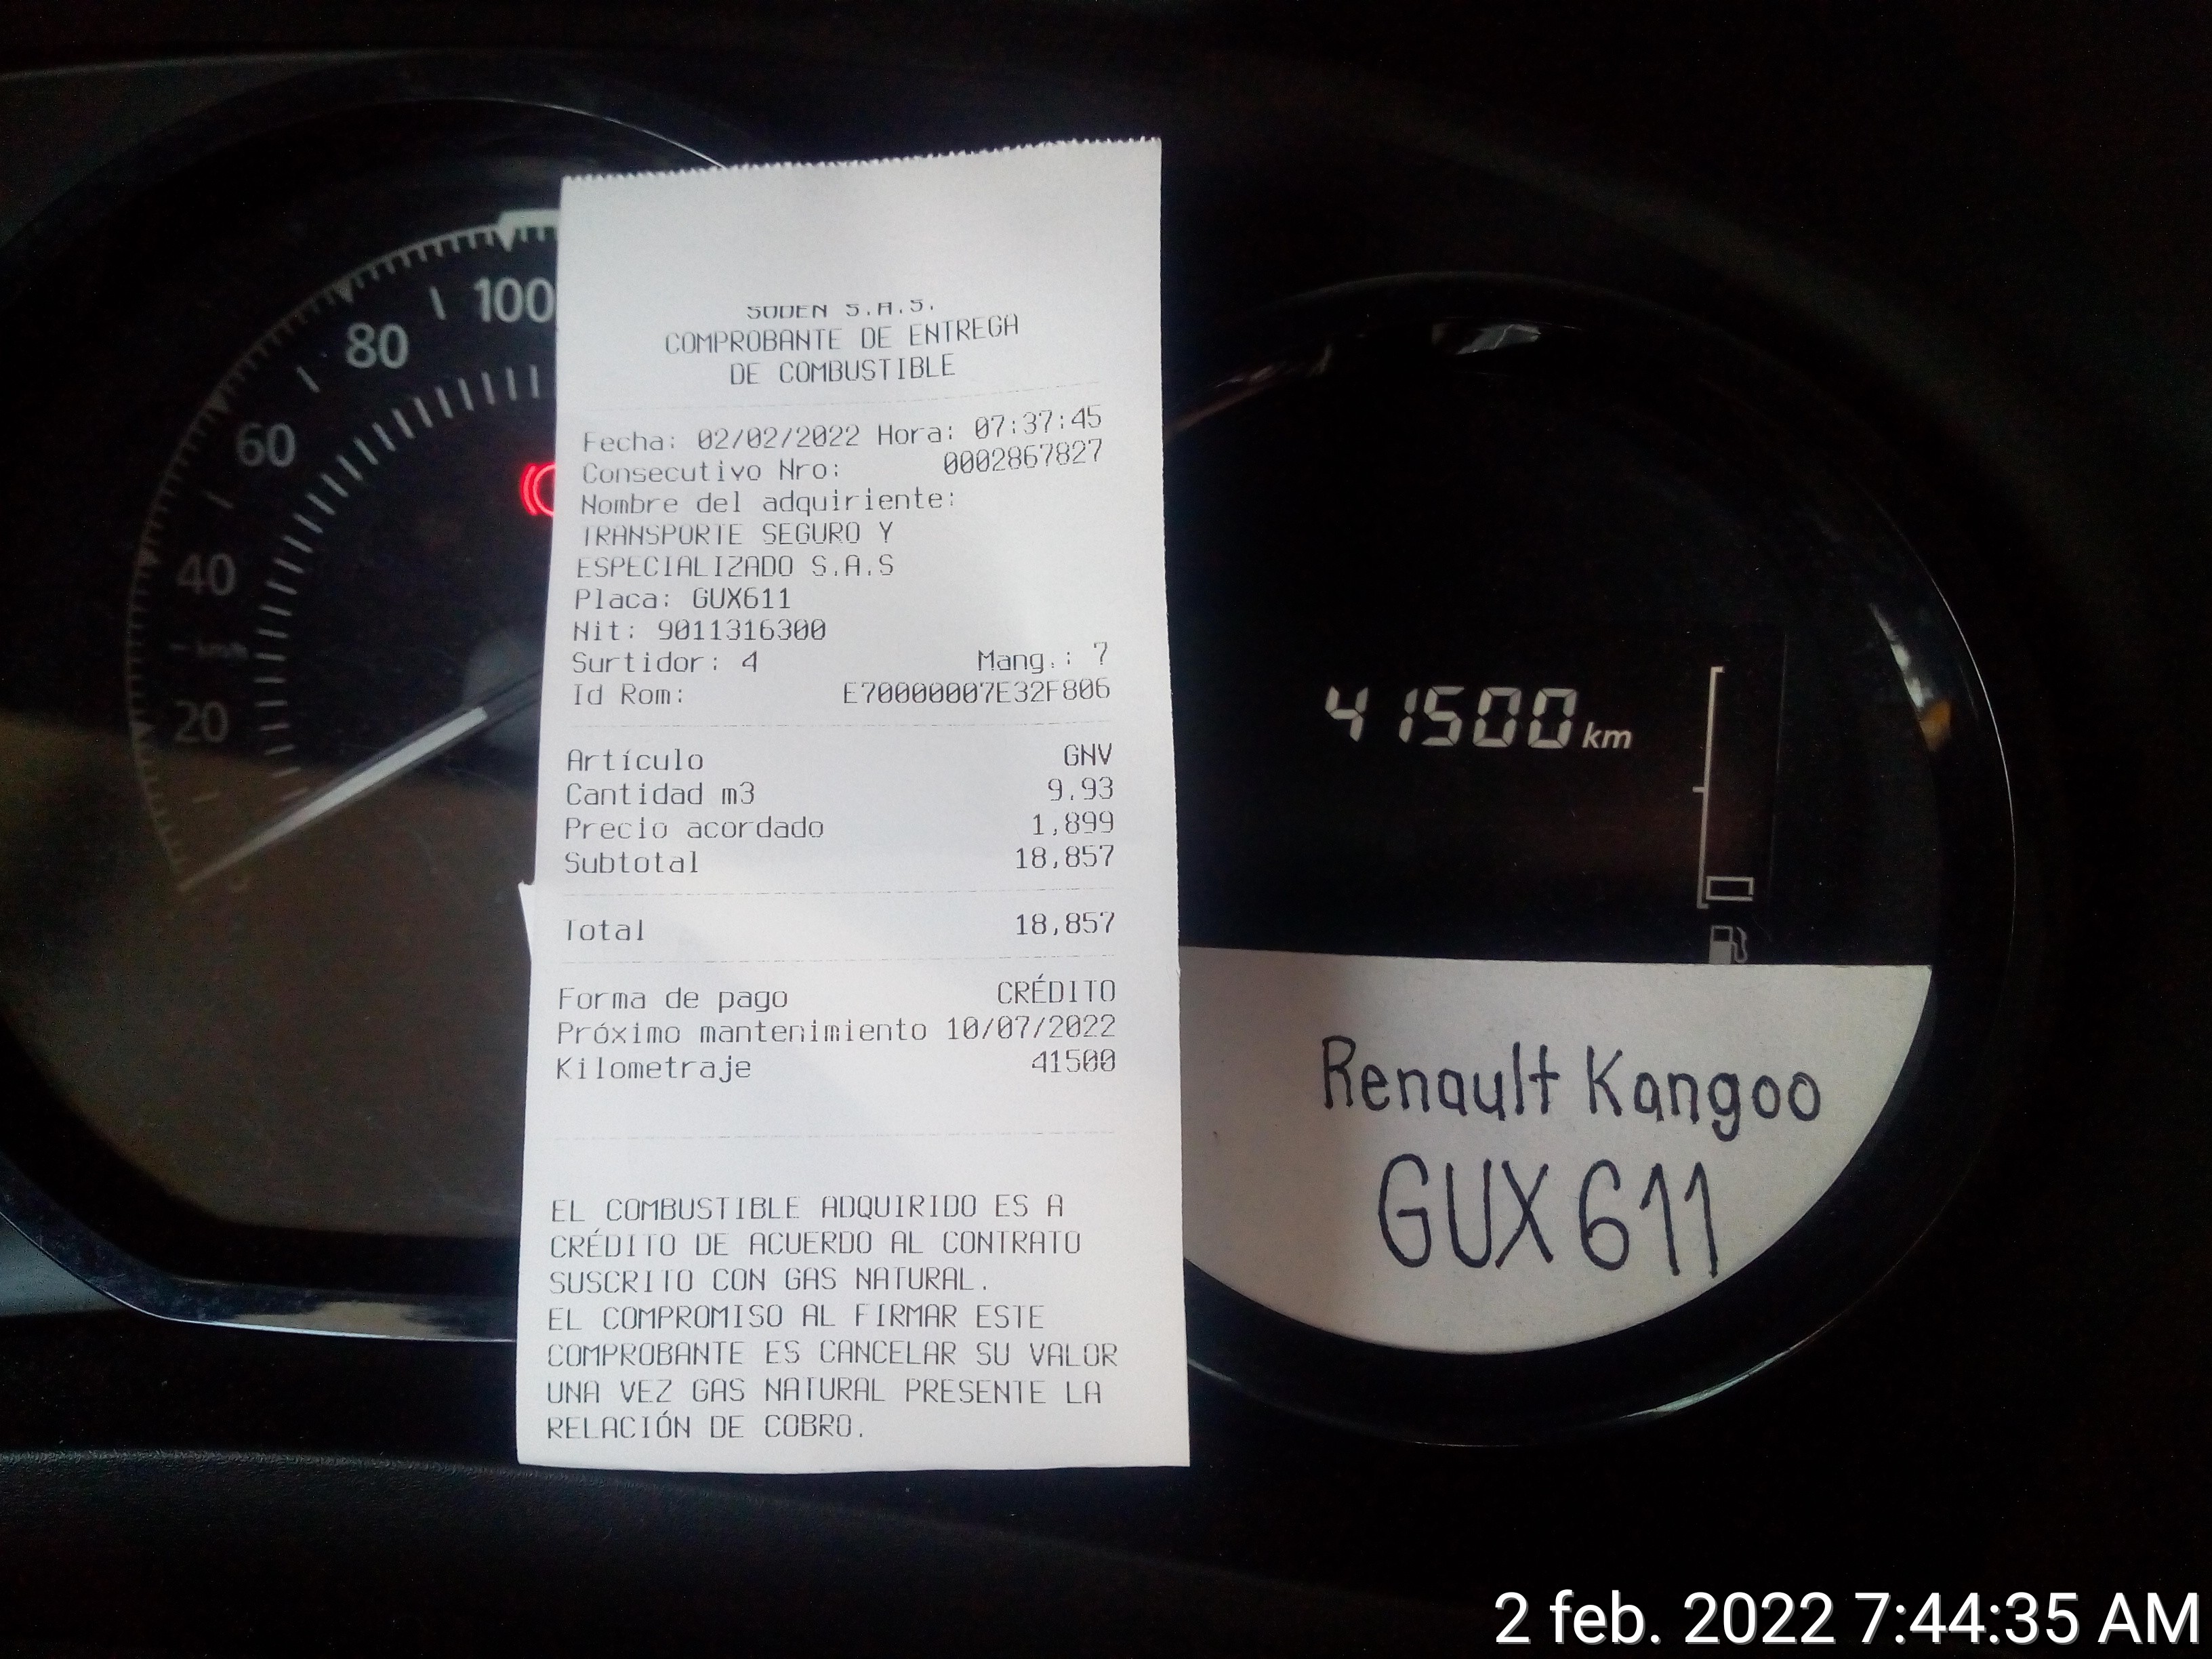 SODEN S.A.S.
COMPROBANTE DE ENTREGA
DE COMBUSTIBLE
Fecha: 02/02/2022 Hora: 07:37:45
Consecutivo Nro: 0002867827
Nombre del adquiriente:
TRANSPORTE SEGURO Y
ESPECIALIZADO S.A.S
Placa: GUX611
Nit: 9011316300
Surtidor: 4 Mang.: 7
Id Rom: E70000007E32F806
Artículo GNV
Cantidad m3 9.93
Precio acordado 1,899
Subtotal 18,857
Total 18,857
Forma de pago CRÉDITO
Próximo mantenimiento 10/07/2022
Kilometraje 41500
EL COMBUSTIBLE ADQUIRIDO ES A
CRÉDITO DE ACUERDO AL CONTRATO
SUSCRITO CON GAS NATURAL.
EL COMPROMISO AL FIRMAR ESTE
COMPROBANTE ES CANCELAR SU VALOR
UNA VEZ GAS NATURAL PRESENTE LA
RELACIÓN DE COBRO.
20
40
60
80
100
km/h
41500 km
Renault Kangoo
GUX611
2 feb. 2022 7:44:35 AM